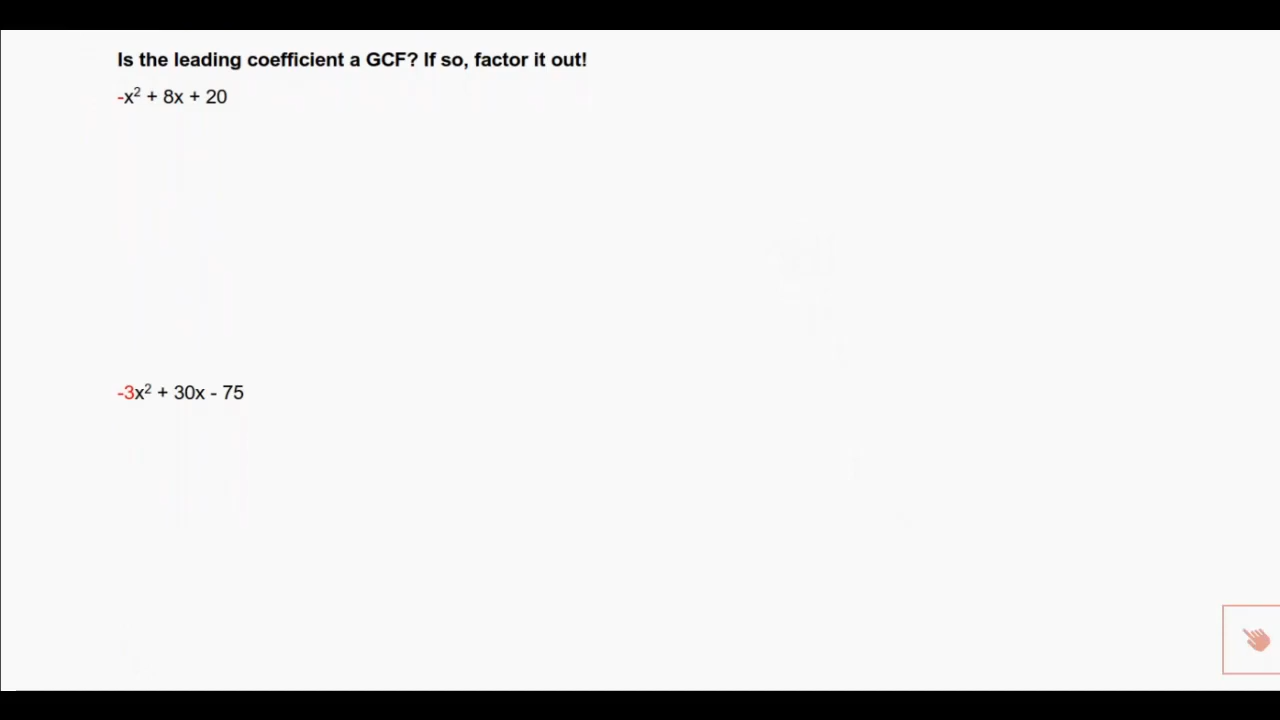 Is the leading coefficient a GCF? If so, factor it out!
-x² + 8x + 20
-3x² + 30x - 75